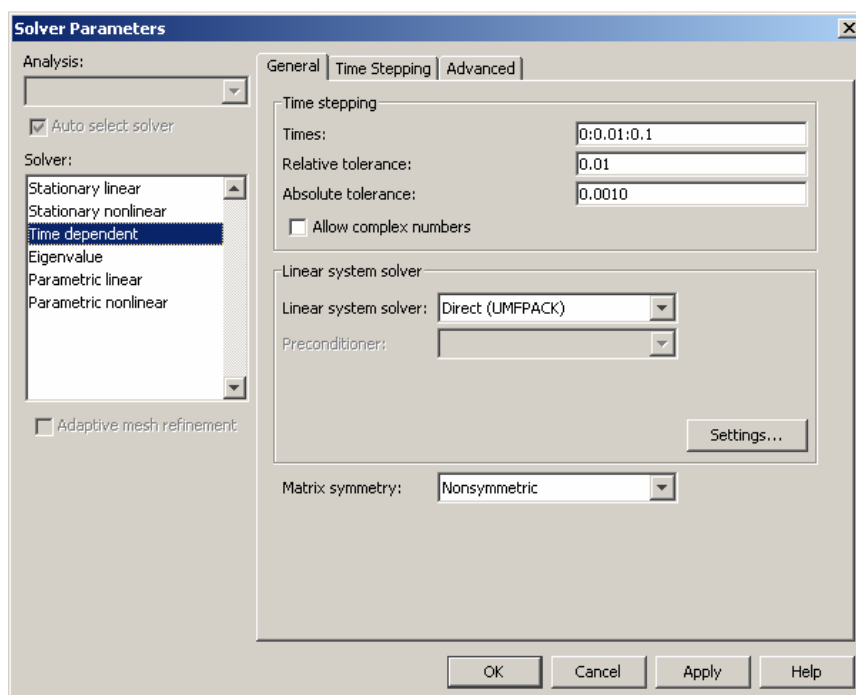 Solver Parameters
Analysis:
Auto select solver
Solver:
Stationary linear
Stationary nonlinear
Time dependent
Eigenvalue
Parametric linear
Parametric nonlinear
Adaptive mesh refinement
General
Time Stepping
Advanced
Time stepping
Times: 0:0.01:0.1
Relative tolerance: 0.01
Absolute tolerance: 0.0010
Allow complex numbers
Linear system solver
Linear system solver: Direct (UMFPACK)
Preconditioner:
Settings...
Matrix symmetry: Nonsymmetric
OK
Cancel
Apply
Help